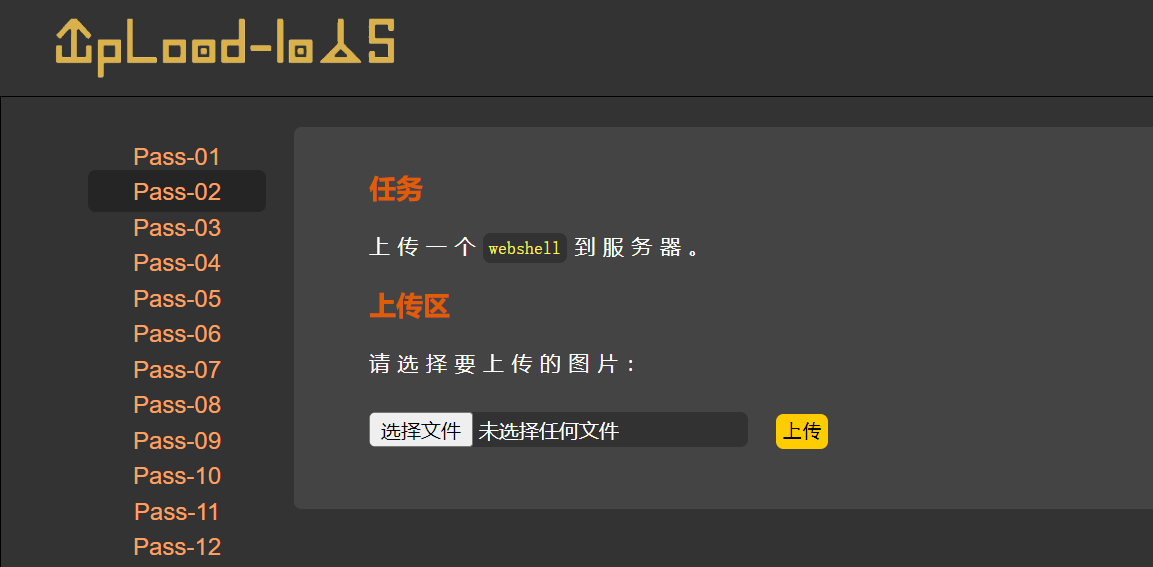 UpLoad-labs
Pass-01
Pass-02
Pass-03
Pass-04
Pass-05
Pass-06
Pass-07
Pass-08
Pass-09
Pass-10
Pass-11
Pass-12
任务
上传一个 webshell 到服务器。
上传区
请选择要上传的图片：
选择文件 未选择任何文件 上传